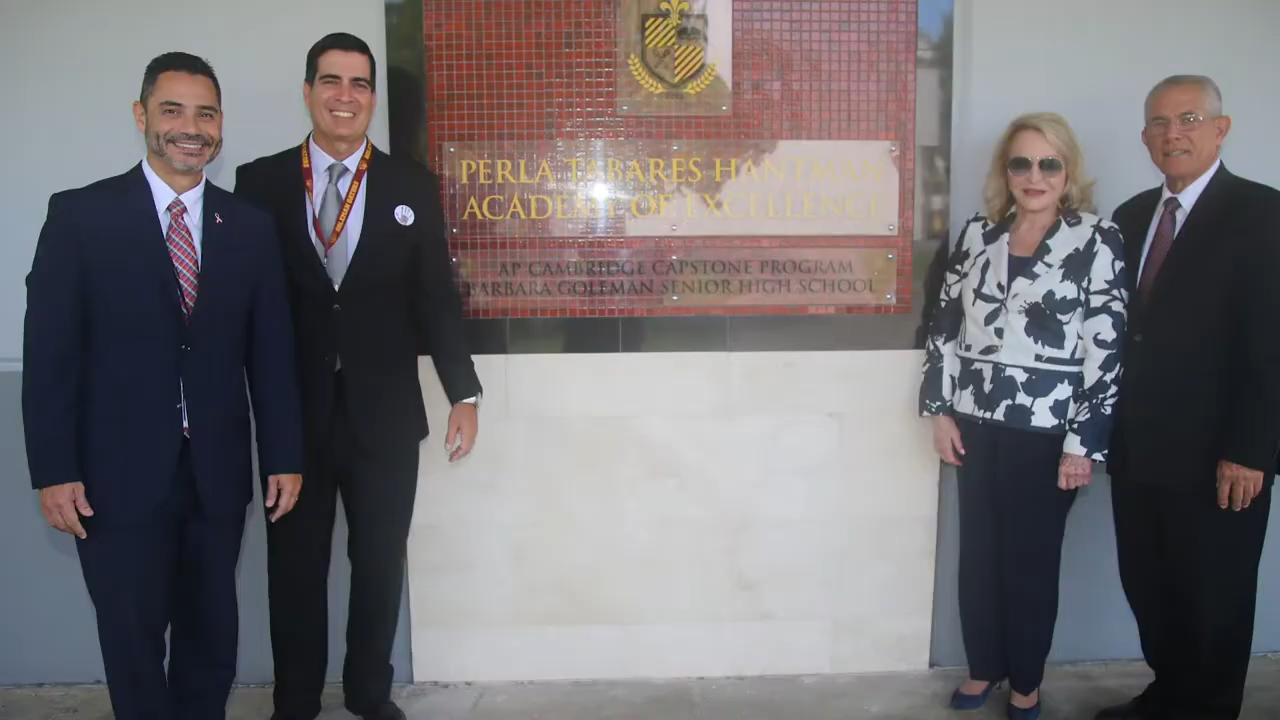 PERLA TABARES HANTMAN
ACADEMY OF EXCELLENCE
AP CAMBRIDGE CAPSTONE PROGRAM
BARBARA GOLEMAN SENIOR HIGH SCHOOL